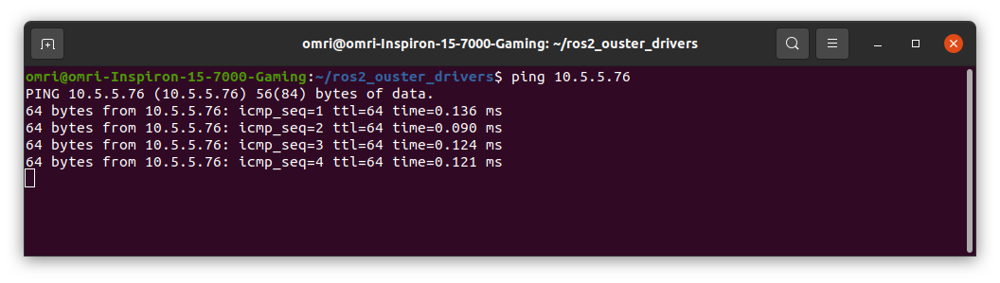 omri@omri-Inspiron-15-7000-Gaming: ~/ros2_ouster_drivers
omri@omri-Inspiron-15-7000-Gaming:~/ros2_ouster_drivers$ ping 10.5.5.76
PING 10.5.5.76 (10.5.5.76) 56(84) bytes of data.
64 bytes from 10.5.5.76: icmp_seq=1 ttl=64 time=0.136 ms
64 bytes from 10.5.5.76: icmp_seq=2 ttl=64 time=0.090 ms
64 bytes from 10.5.5.76: icmp_seq=3 ttl=64 time=0.124 ms
64 bytes from 10.5.5.76: icmp_seq=4 ttl=64 time=0.121 ms